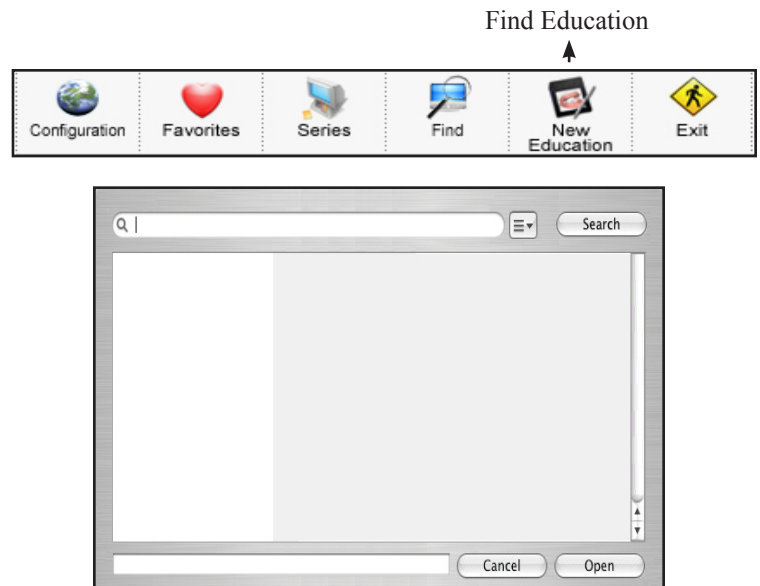 Find Education
Configuration Favorites Series Find New Education Exit
Search
Cancel Open